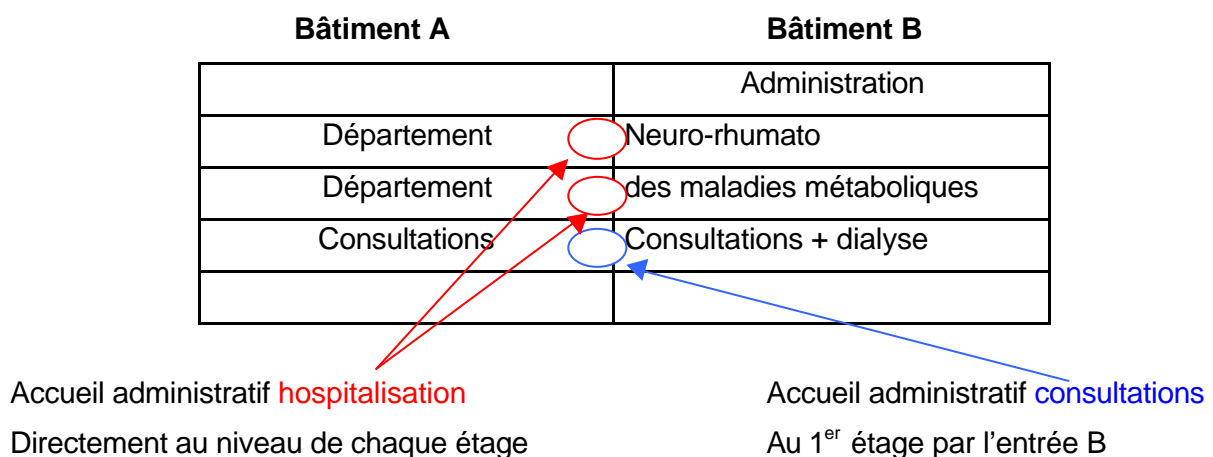 Bâtiment A Bâtiment B
Administration
Département Neuro-rhumato
Département des maladies métaboliques
Consultations Consultations + dialyse
Accueil administratif hospitalisation Accueil administratif consultations
Directement au niveau de chaque étage Au 1er étage par l’entrée B